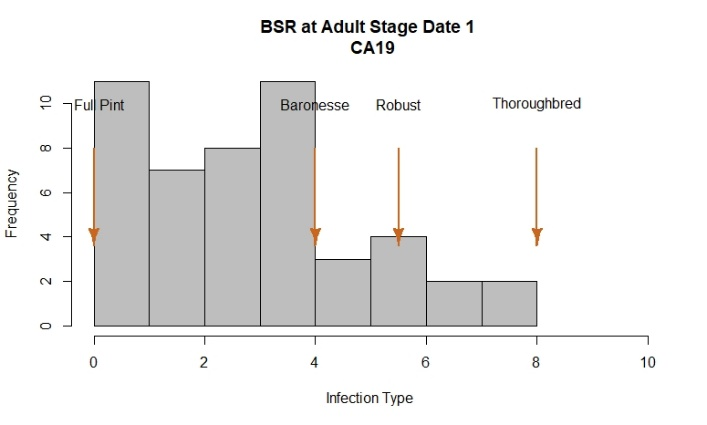 BSR at Adult Stage Date 1
CA19
Full Pint Baronesse Robust Thoroughbred
Frequency
10
8
6
4
2
0
0 2 4 6 8 10
Infection Type